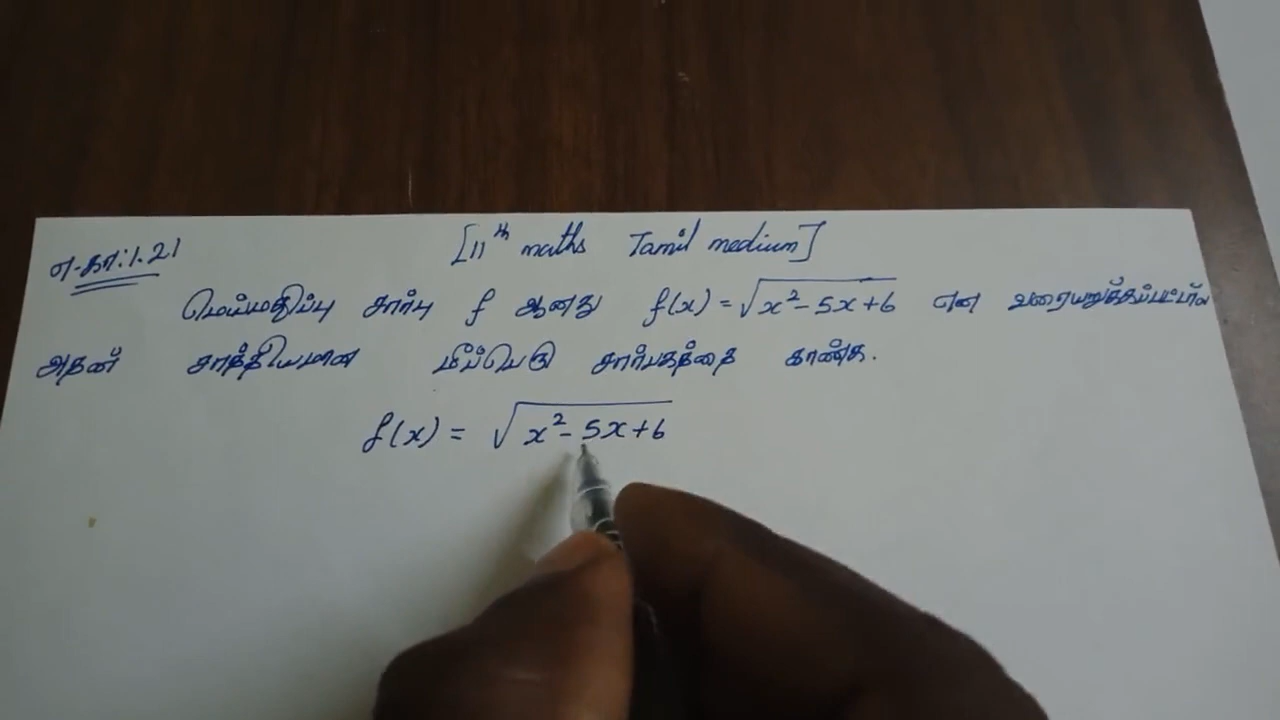 எ.கா:1.21
[11th maths Tamil medium]
மெய்மதிப்பு சார்பு f ஆனது f(x) = √x² - 5x + 6 என வரையறுக்கப்பட்டால்
அதன் சாத்தியமான மீப்பெரு சார்பகத்தை காண்க.
f(x) = √x² - 5x + 6